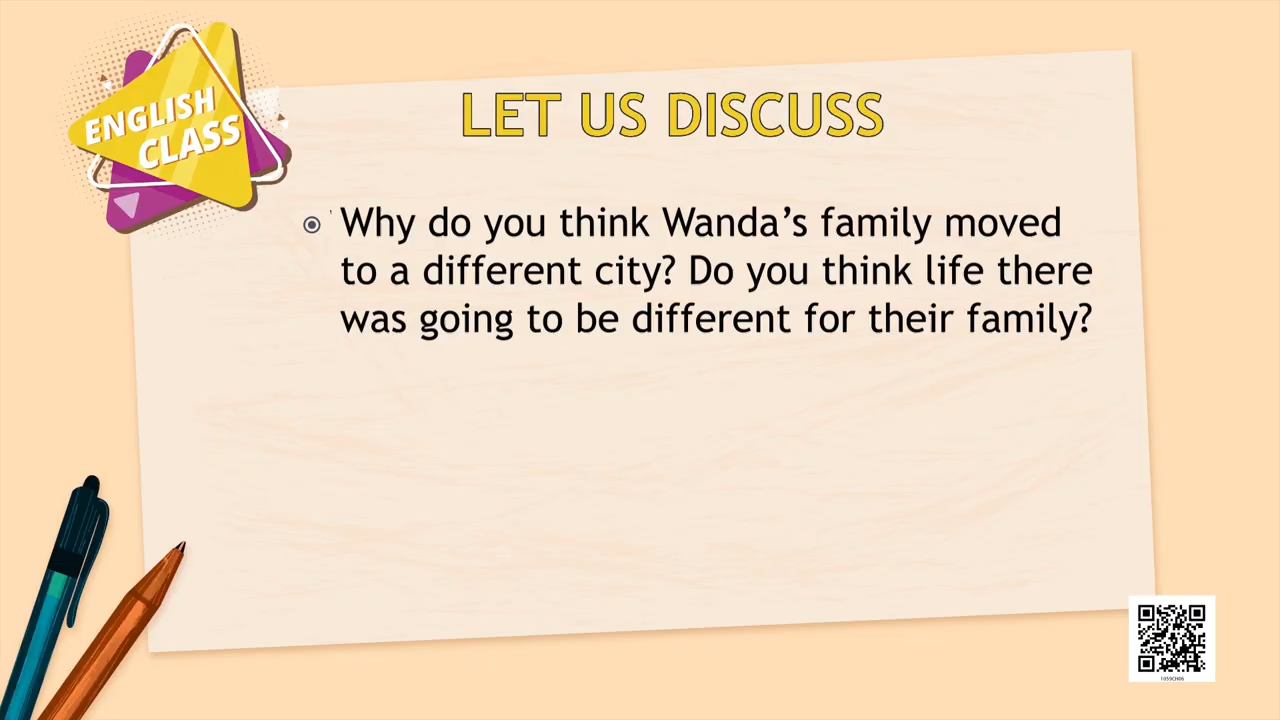 ENGLISH
CLASS
LET US DISCUSS
Why do you think Wanda's family moved
to a different city? Do you think life there
was going to be different for their family?
1059CH06